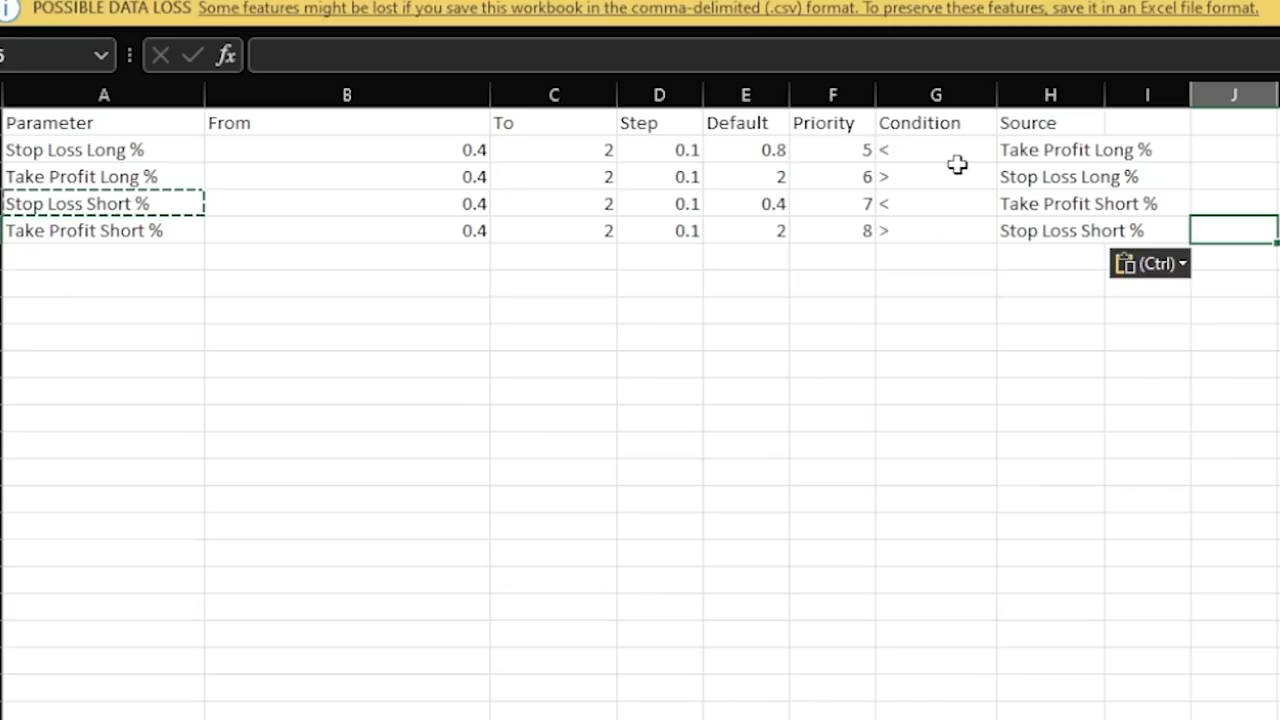 POSSIBLE DATA LOSS Some features might be lost if you save this workbook in the comma-delimited (.csv) format. To preserve these features, save it in an Excel file format.
fx
A B C D E F G H I J
Parameter From To Step Default Priority Condition Source
Stop Loss Long % 0.4 2 0.1 0.8 5 < Take Profit Long %
Take Profit Long % 0.4 2 0.1 2 6 > Stop Loss Long %
Stop Loss Short % 0.4 2 0.1 0.4 7 < Take Profit Short %
Take Profit Short % 0.4 2 0.1 2 8 > Stop Loss Short %
(Ctrl)